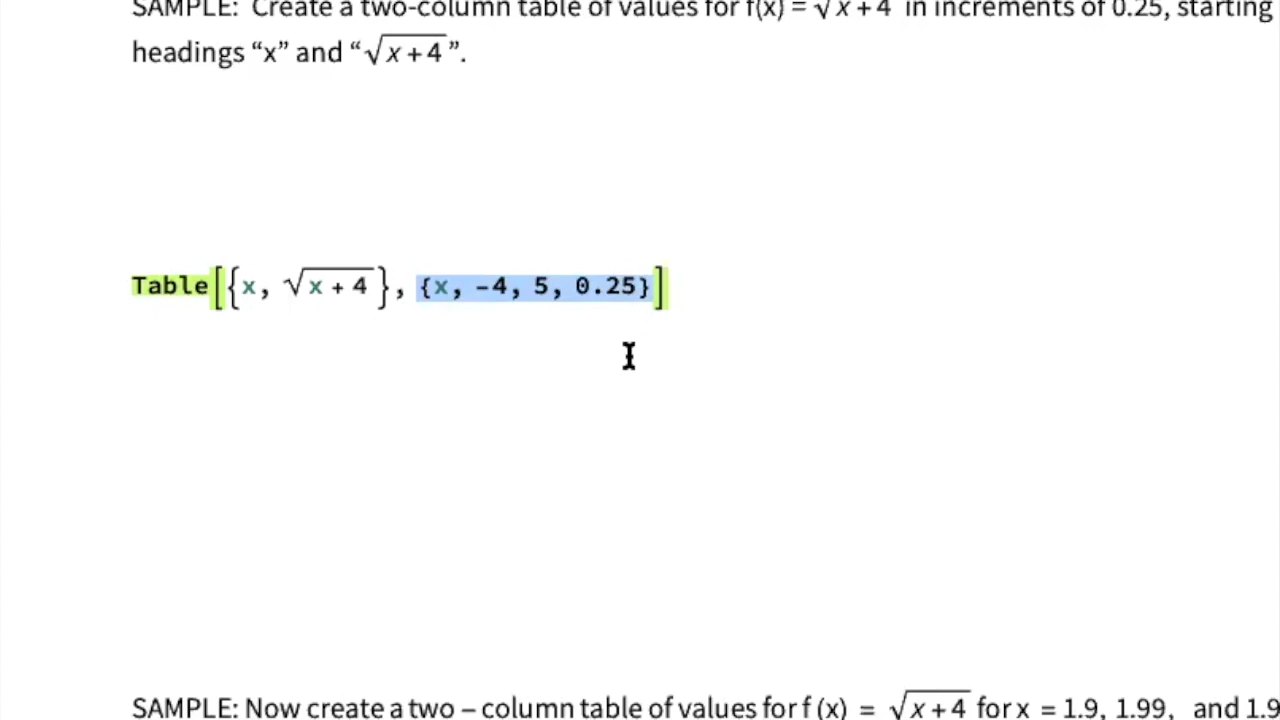 SAMPLE: Create a two-column table of values for f(x) = √x + 4 in increments of 0.25, starting
headings “x” and “√x + 4”.
Table[{x, √x + 4}, {x, -4, 5, 0.25}]
SAMPLE: Now create a two – column table of values for f (x) = √x + 4 for x = 1.9, 1.99, and 1.9